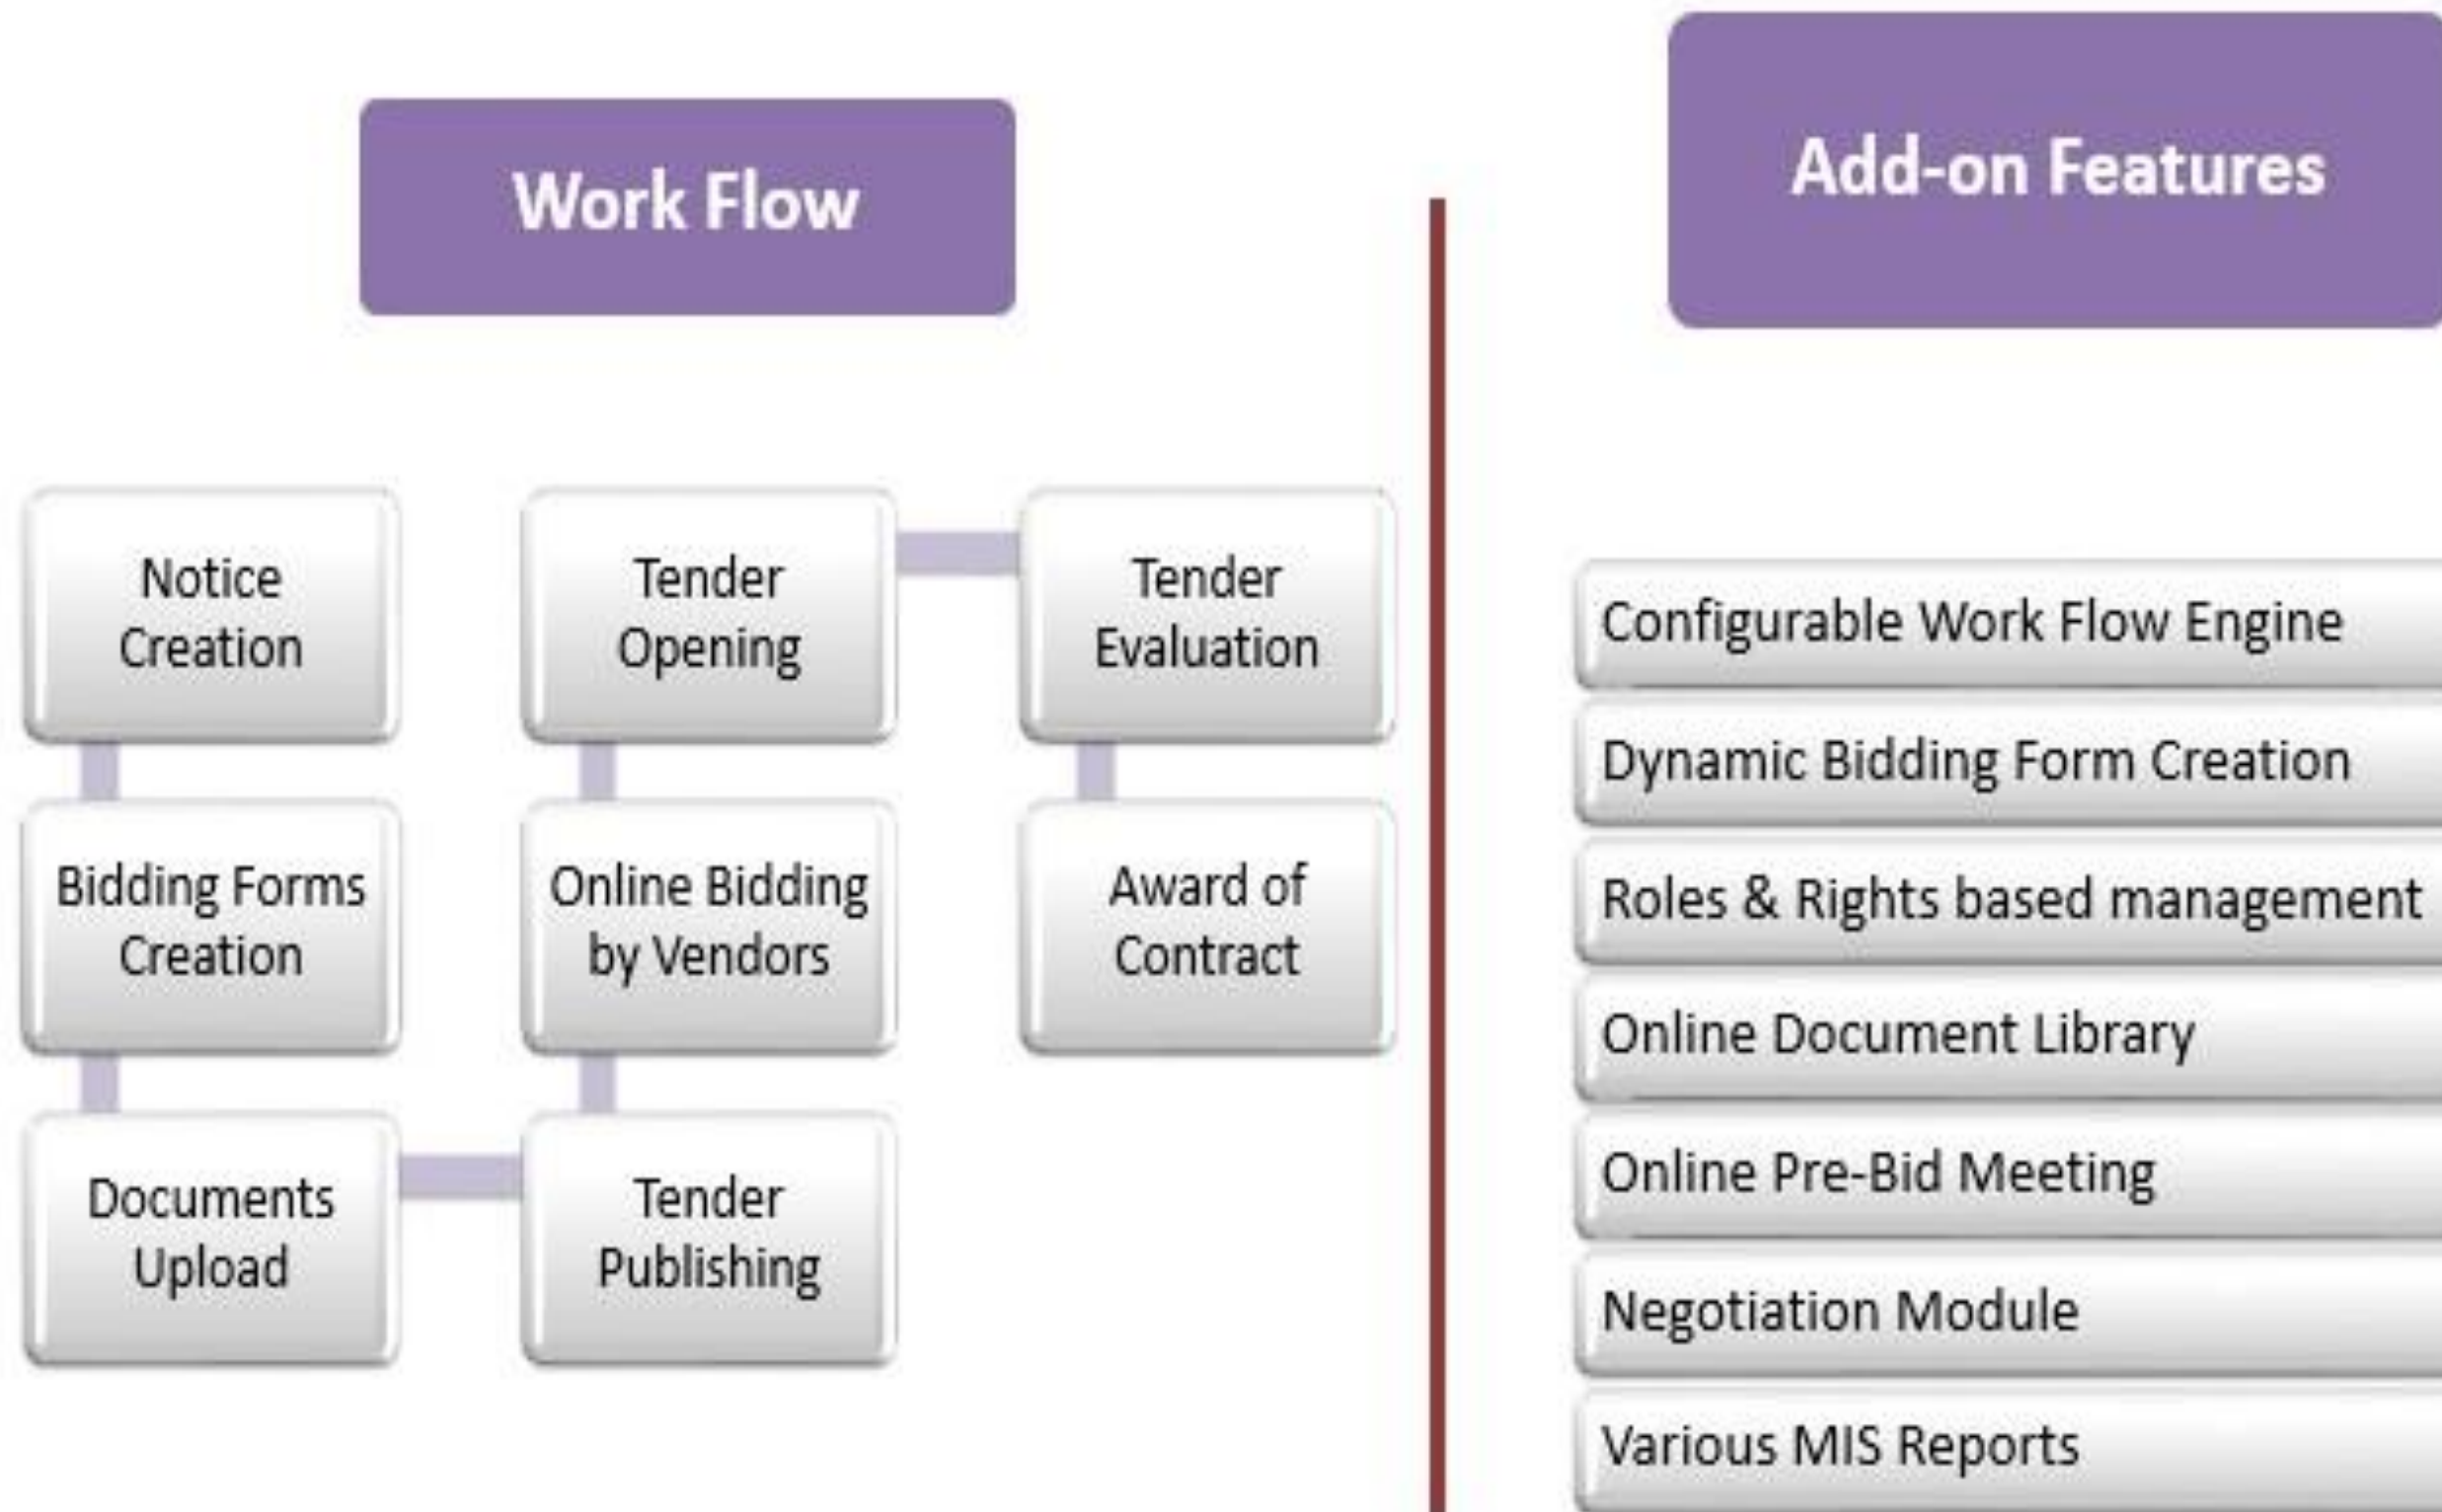 Work Flow
Notice
Creation
Bidding Forms
Creation
Documents
Upload
Tender
Publishing
Online Bidding
by Vendors
Tender
Opening
Tender
Evaluation
Award of
Contract
Add-on Features
Configurable Work Flow Engine
Dynamic Bidding Form Creation
Roles & Rights based management
Online Document Library
Online Pre-Bid Meeting
Negotiation Module
Various MIS Reports